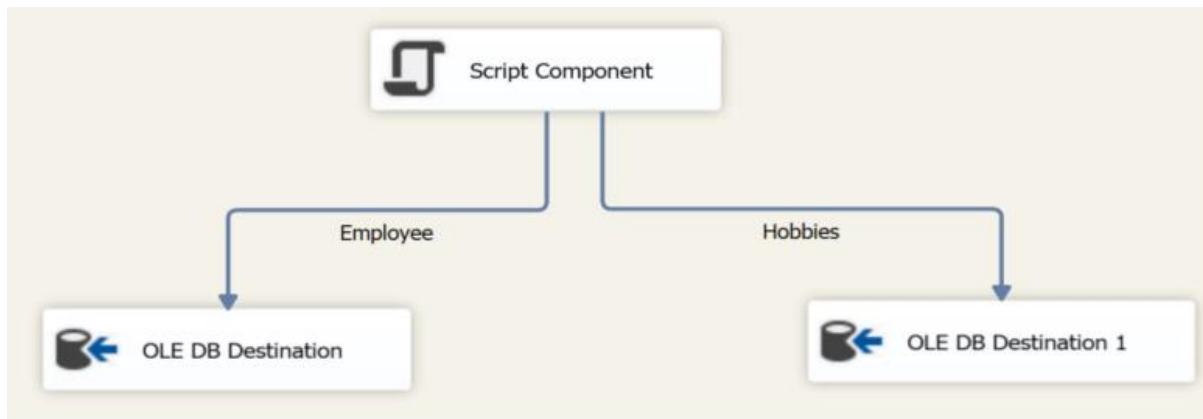 Script Component
Employee
Hobbies
OLE DB Destination
OLE DB Destination 1